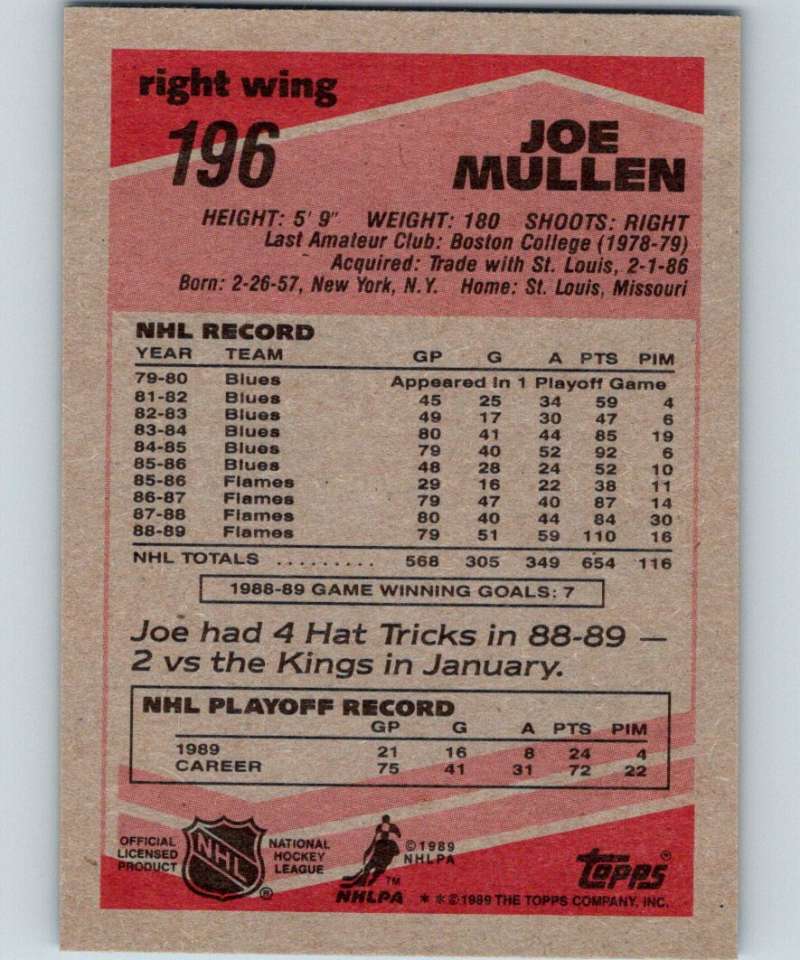 right wing
196
JOE
MULLEN
HEIGHT: 5' 9" WEIGHT: 180 SHOOTS: RIGHT
Last Amateur Club: Boston College (1978-79)
Acquired: Trade with St. Louis, 2-1-86
Born: 2-26-57, New York, N.Y. Home: St. Louis, Missouri
NHL RECORD
YEAR TEAM GP G A PTS PIM
79-80 Blues Appeared in 1 Playoff Game
81-82 Blues 45 25 34 59 4
82-83 Blues 49 17 30 47 6
83-84 Blues 80 41 44 85 19
84-85 Blues 79 40 52 92 6
85-86 Blues 48 28 24 52 10
85-86 Flames 29 16 22 38 11
86-87 Flames 79 47 40 87 14
87-88 Flames 80 40 44 84 30
88-89 Flames 79 51 59 110 16
NHL TOTALS ......... 568 305 349 654 116
1988-89 GAME WINNING GOALS: 7
Joe had 4 Hat Tricks in 88-89 —
2 vs the Kings in January.
NHL PLAYOFF RECORD
GP G A PTS PIM
1989 21 16 8 24 4
CAREER 75 41 31 72 22
OFFICIAL
LICENSED
PRODUCT
NHL ®
NATIONAL
HOCKEY
LEAGUE
TM
NHLPA
©1989
NHLPA
topps®
* * ©1989 THE TOPPS COMPANY, INC.